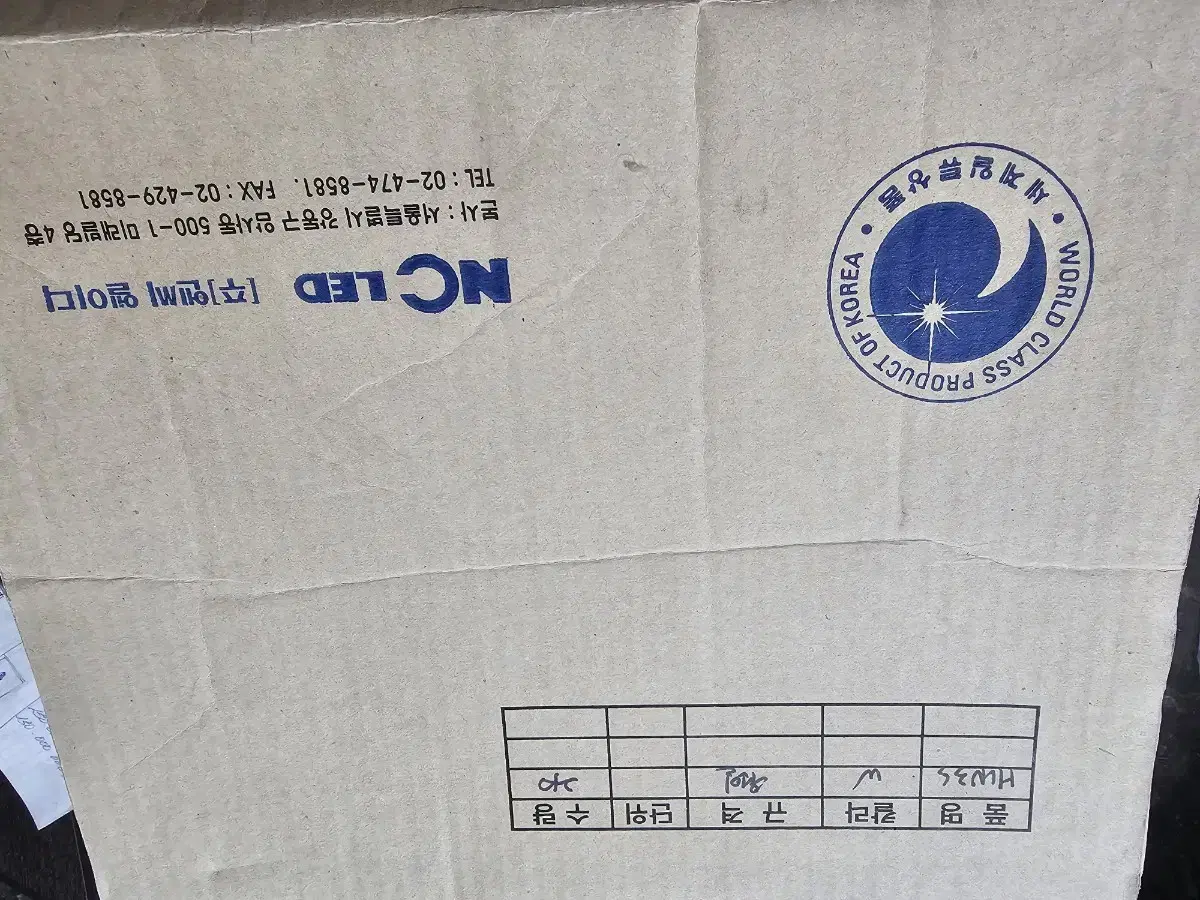 품 명 칼라 규 격 단위 수 량
HW3S W
WORLD CLASS PRODUCT OF KOREA
세계일류상품
NC LED [주]엔씨 엘이디
본사 : 서울특별시 강동구 암사동 500-1 미래빌딩 4층
TEL : 02-474-8581. FAX : 02-429-8581